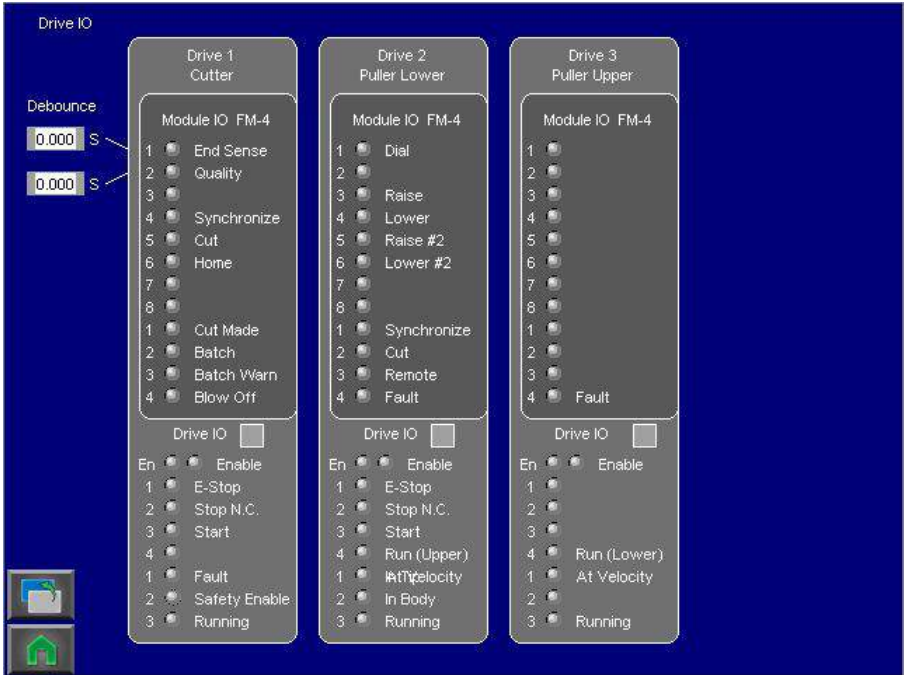 Drive IO
Debounce
0.000 S
0.000 S
Drive 1
Cutter
Module IO FM-4
1 End Sense
2 Quality
3
4 Synchronize
5 Cut
6 Home
7
8
1 Cut Made
2 Batch
3 Batch Warn
4 Blow Off
Drive IO
En Enable
1 E-Stop
2 Stop N.C.
3 Start
4
1 Fault
2 Safety Enable
3 Running
Drive 2
Puller Lower
Module IO FM-4
1 Dial
2
3 Raise
4 Lower
5 Raise #2
6 Lower #2
7
8
1 Synchronize
2 Cut
3 Remote
4 Fault
Drive IO
En Enable
1 E-Stop
2 Stop N.C.
3 Start
4 Run (Upper)
1 At Velocity
2 In Body
3 Running
Drive 3
Puller Upper
Module IO FM-4
1
2
3
4
5
6
7
8
1
2
3
4 Fault
Drive IO
En Enable
1
2
3
4 Run (Lower)
1 At Velocity
2
3 Running